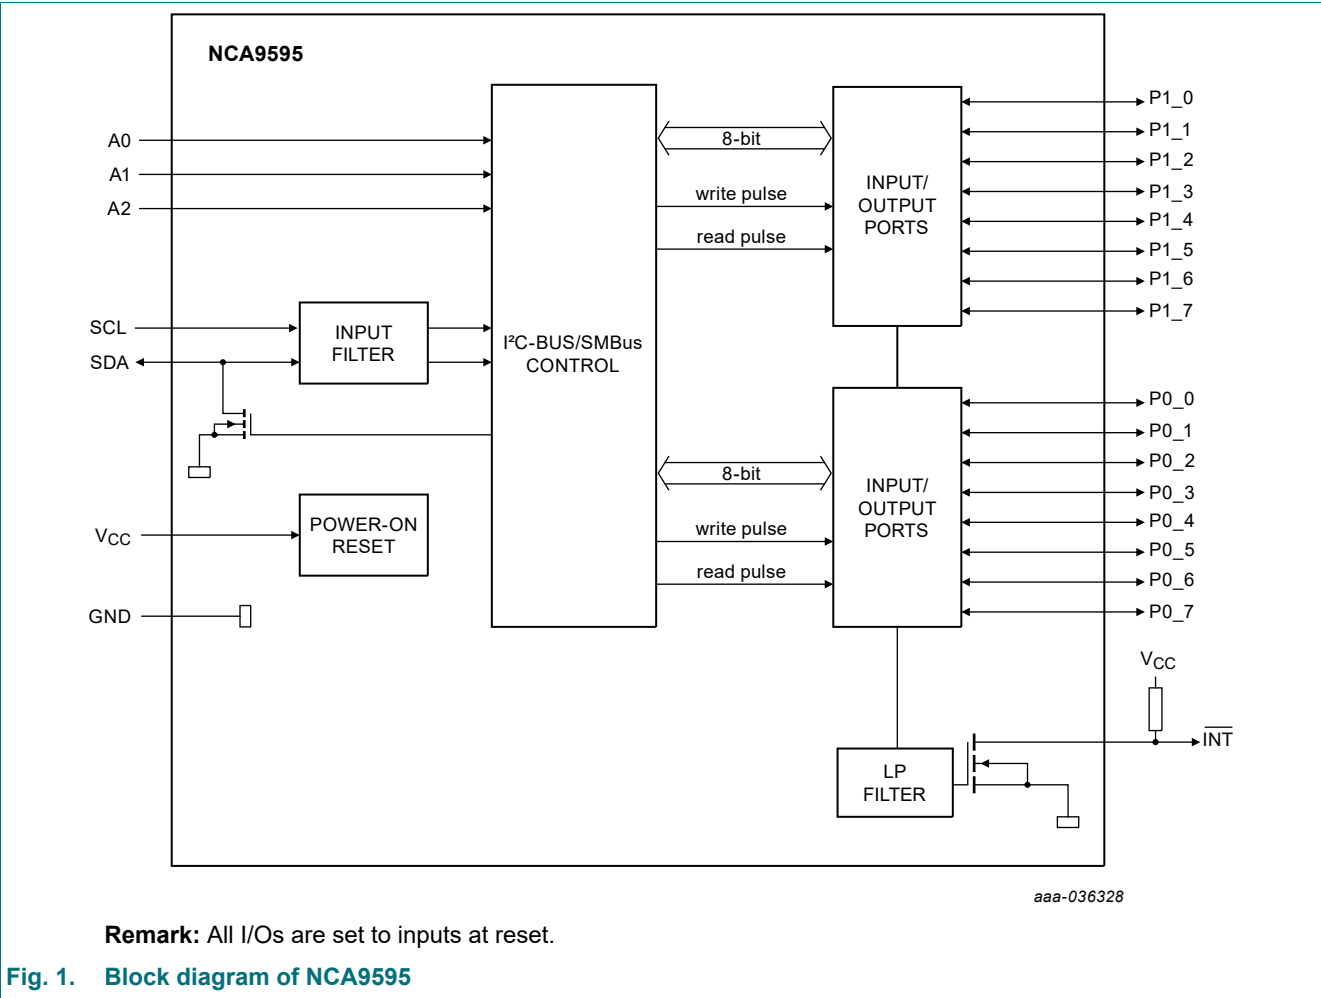 NCA9595
A0
A1
A2
SCL
SDA
VCC
GND
INPUT
FILTER
POWER-ON
RESET
I²C-BUS/SMBus
CONTROL
8-bit
write pulse
read pulse
8-bit
write pulse
read pulse
INPUT/
OUTPUT
PORTS
INPUT/
OUTPUT
PORTS
LP
FILTER
P1_0
P1_1
P1_2
P1_3
P1_4
P1_5
P1_6
P1_7
P0_0
P0_1
P0_2
P0_3
P0_4
P0_5
P0_6
P0_7
VCC
INT
aaa-036328
Remark: All I/Os are set to inputs at reset.
Fig. 1. Block diagram of NCA9595